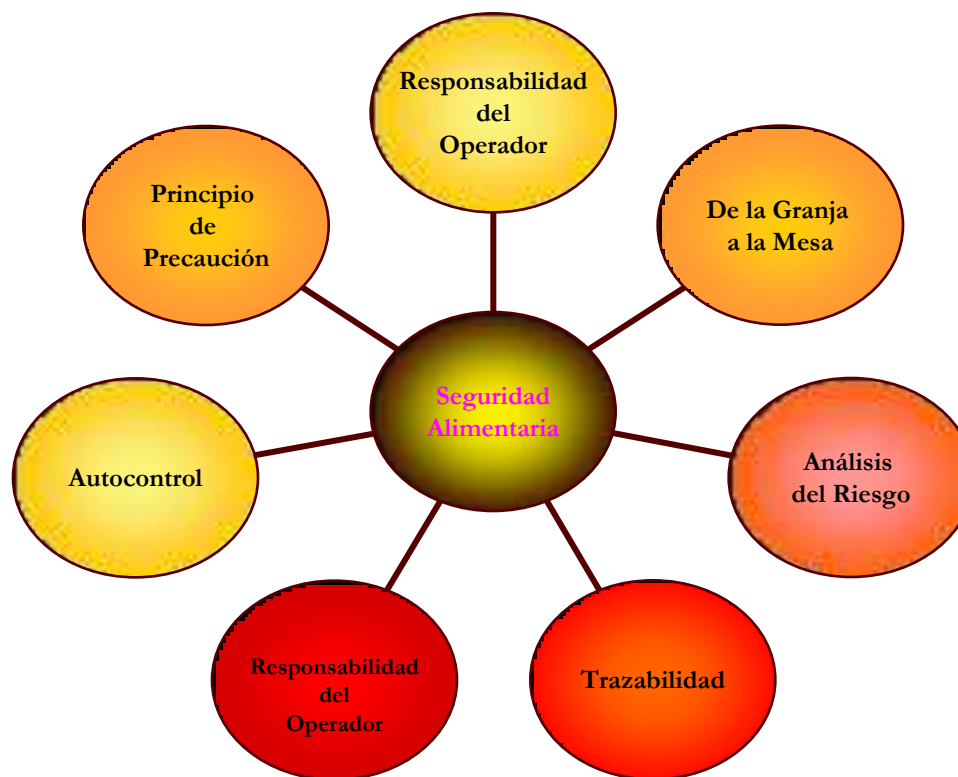 Responsabilidad
del
Operador
Principio
de
Precaución
De la Granja
a la Mesa
Seguridad
Alimentaria
Autocontrol
Análisis
del Riesgo
Responsabilidad
del
Operador
Trazabilidad